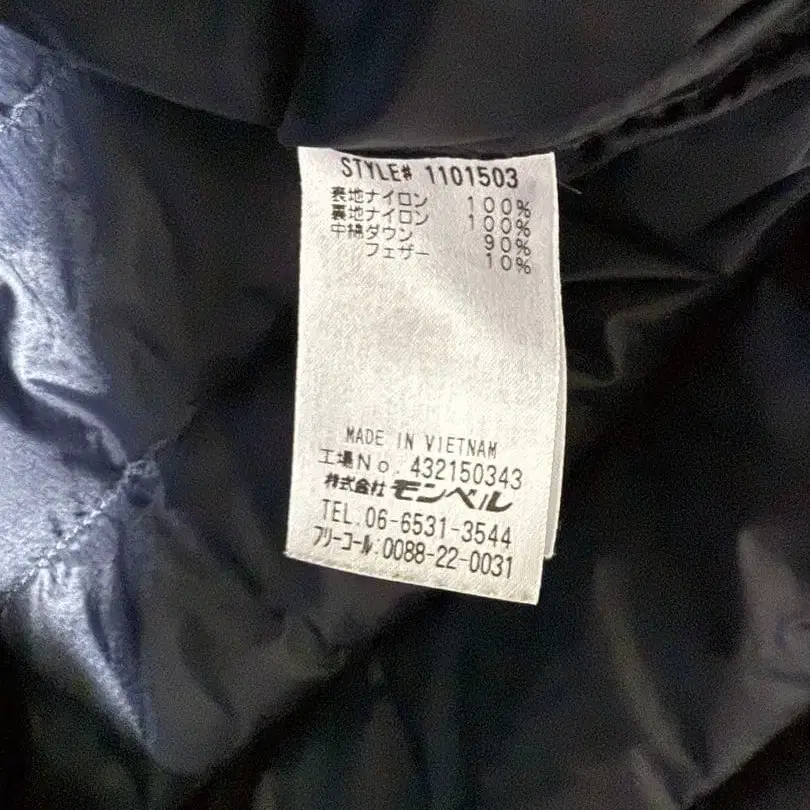 STYLE# 1101503
表地ナイロン 100%
裏地ナイロン 100%
中綿ダウン 90%
フェザー 10%
MADE IN VIETNAM
工場No. 432150343
株式会社 モンベル
TEL.06-6531-3544
フリーコール:0088-22-0031